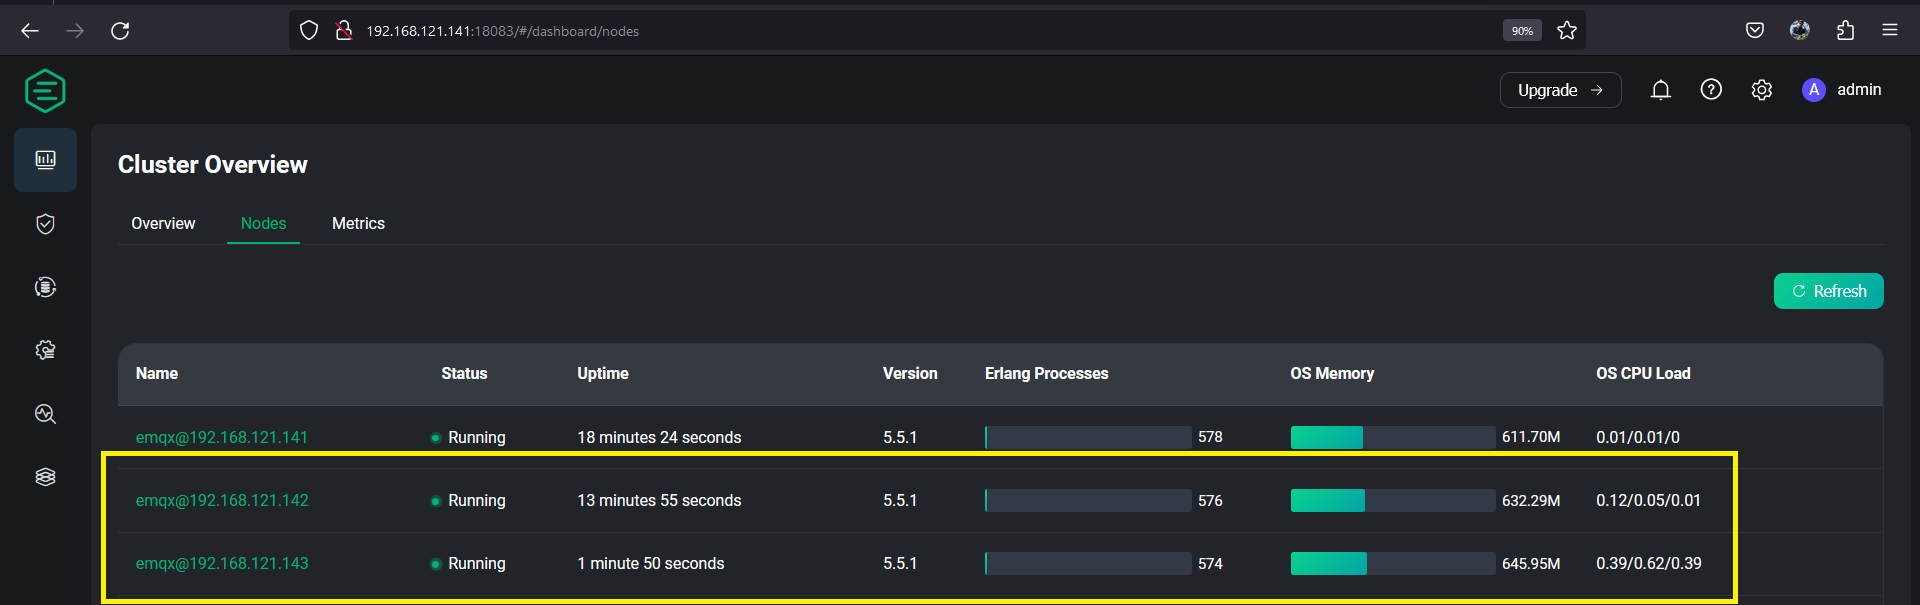 192.168.121.141:18083/#/dashboard/nodes 90%
Upgrade → A admin
Cluster Overview
Overview Nodes Metrics
Refresh
Name Status Uptime Version Erlang Processes OS Memory OS CPU Load
emqx@192.168.121.141 Running 18 minutes 24 seconds 5.5.1 578 611.70M 0.01/0.01/0
emqx@192.168.121.142 Running 13 minutes 55 seconds 5.5.1 576 632.29M 0.12/0.05/0.01
emqx@192.168.121.143 Running 1 minute 50 seconds 5.5.1 574 645.95M 0.39/0.62/0.39